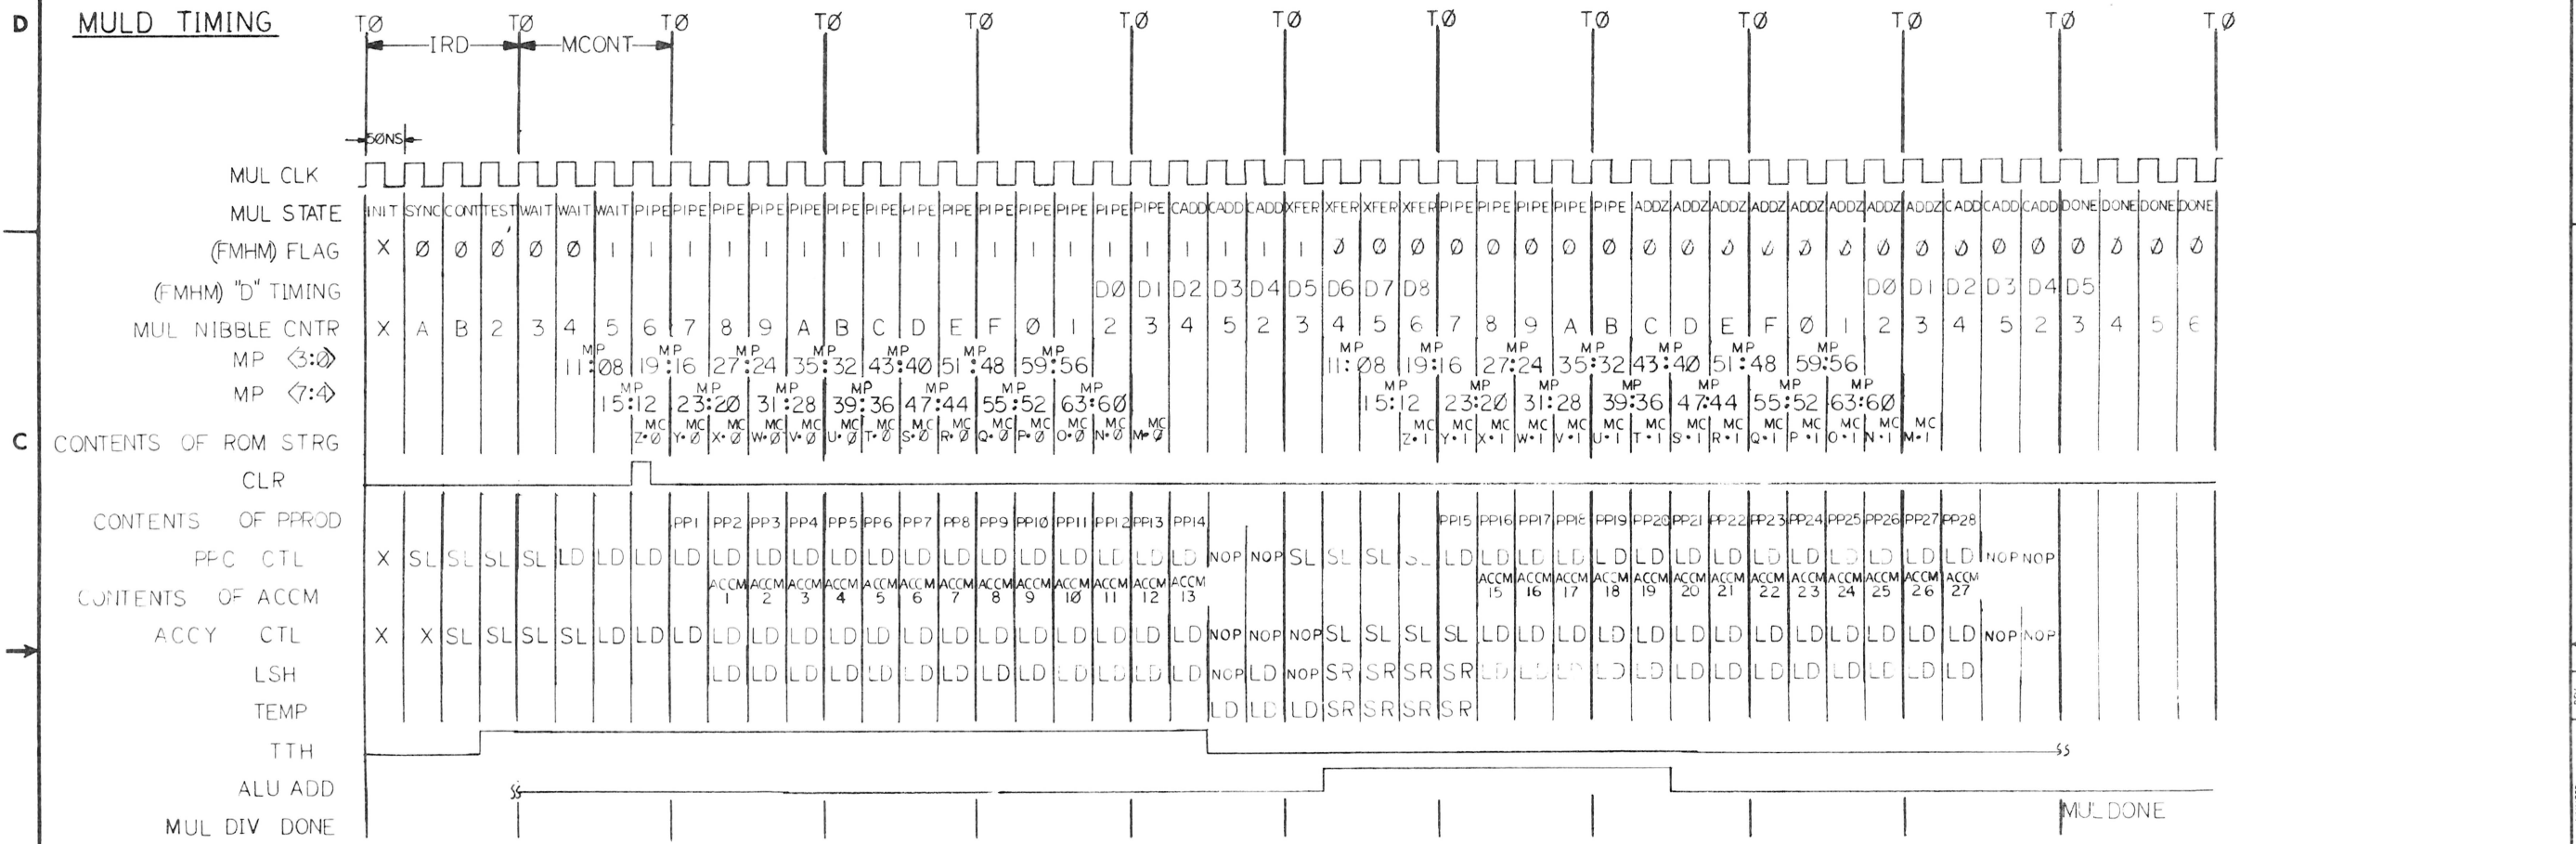 D MULD TIMING TØ TØ TØ TØ TØ TØ TØ TØ TØ TØ TØ TØ TØ
IRD MCONT
5ØNS
MUL CLK
MUL STATE INIT SYNC CONT TEST WAIT WAIT WAIT PIPE PIPE PIPE PIPE PIPE PIPE PIPE PIPE PIPE PIPE PIPE PIPE PIPE PIPE CADD CADD CADD XFER XFER XFER XFER PIPE PIPE PIPE PIPE PIPE ADDZ ADDZ ADDZ ADDZ ADDZ ADDZ ADDZ ADDZ CADD CADD CADD DONE DONE DONE DONE
(FMHM) FLAG X Ø Ø Ø Ø Ø 1 1 1 1 1 1 1 1 1 1 1 1 1 1 1 1 1 1 1 Ø Ø Ø Ø Ø Ø Ø Ø Ø Ø Ø Ø Ø Ø Ø Ø Ø Ø Ø Ø Ø Ø Ø
(FMHM) "D" TIMING DØ D1 D2 D3 D4 D5 D6 D7 D8 DØ D1 D2 D3 D4 D5
MUL NIBBLE CNTR X A B 2 3 4 5 6 7 8 9 A B C D E F Ø 1 2 3 4 5 2 3 4 5 6 7 8 9 A B C D E F Ø 1 2 3 4 5 2 3 4 5 6
MP MP MP MP MP MP MP MP MP MP MP MP MP MP
MP <3:Ø> 11:Ø8 19:16 27:24 35:32 43:4Ø 51:48 59:56 11:Ø8 19:16 27:24 35:32 43:4Ø 51:48 59:56
MP MP MP MP MP MP MP MP MP MP MP MP MP MP
MP <7:4> 15:12 23:2Ø 31:28 39:36 47:44 55:52 63:6Ø 15:12 23:2Ø 31:28 39:36 47:44 55:52 63:6Ø
MC MC MC MC MC MC MC MC MC MC MC MC MC MC MC MC MC MC MC MC MC MC MC MC MC MC MC MC
C CONTENTS OF ROM STRG Z•Ø Y•Ø X•Ø W•Ø V•Ø U•Ø T•Ø S•Ø R•Ø Q•Ø P•Ø O•Ø N•Ø M•Ø Z•1 Y•1 X•1 W•1 V•1 U•1 T•1 S•1 R•1 Q•1 P•1 O•1 N•1 M•1
CLR
CONTENTS OF PPROD PP1 PP2 PP3 PP4 PP5 PP6 PP7 PP8 PP9 PP1Ø PP11 PP12 PP13 PP14 PP15 PP16 PP17 PP18 PP19 PP20 PP21 PP22 PP23 PP24 PP25 PP26 PP27 PP28
PPC CTL X SL SL SL SL LD LD LD LD LD LD LD LD LD LD LD LD LD LD LD LD LD NOP NOP SL SL SL SL LD LD LD LD LD LD LD LD LD LD LD LD LD LD NOP NOP
ACCM ACCM ACCM ACCM ACCM ACCM ACCM ACCM ACCM ACCM ACCM ACCM ACCM ACCM ACCM ACCM ACCM ACCM ACCM ACCM ACCM ACCM ACCM ACCM ACCM ACCM
CONTENTS OF ACCM 1 2 3 4 5 6 7 8 9 1Ø 11 12 13 15 16 17 18 19 20 21 22 23 24 25 26 27
ACCY CTL X X SL SL SL SL LD LD LD LD LD LD LD LD LD LD LD LD LD LD LD LD NOP NOP NOP SL SL SL SL LD LD LD LD LD LD LD LD LD LD LD LD LD NOP NOP
LSH LD LD LD LD LD LD LD LD LD LD LD LD LD NOP LD NOP SR SR SR SR LD LD LD LD LD LD LD LD LD LD LD LD LD
TEMP LD LD LD SR SR SR SR
TTH
ALU ADD
MUL DIV DONE MULDONE